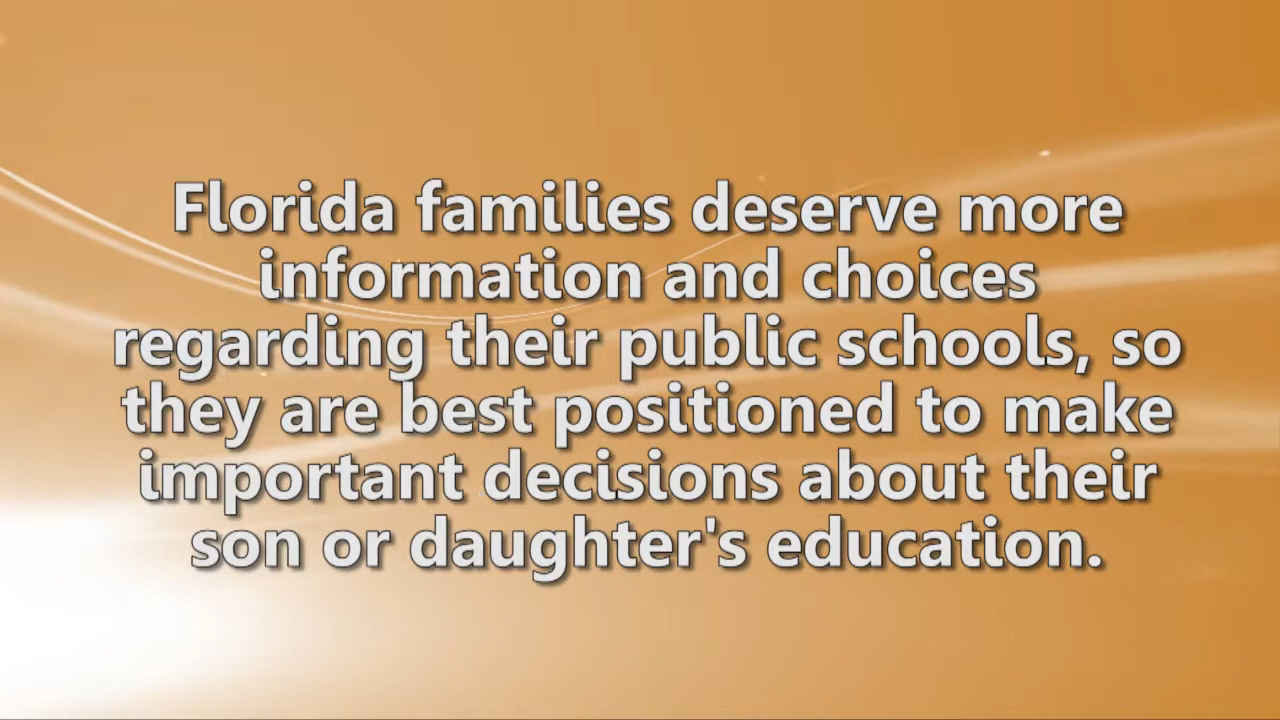 Florida families deserve more
information and choices
regarding their public schools, so
they are best positioned to make
important decisions about their
son or daughter's education.